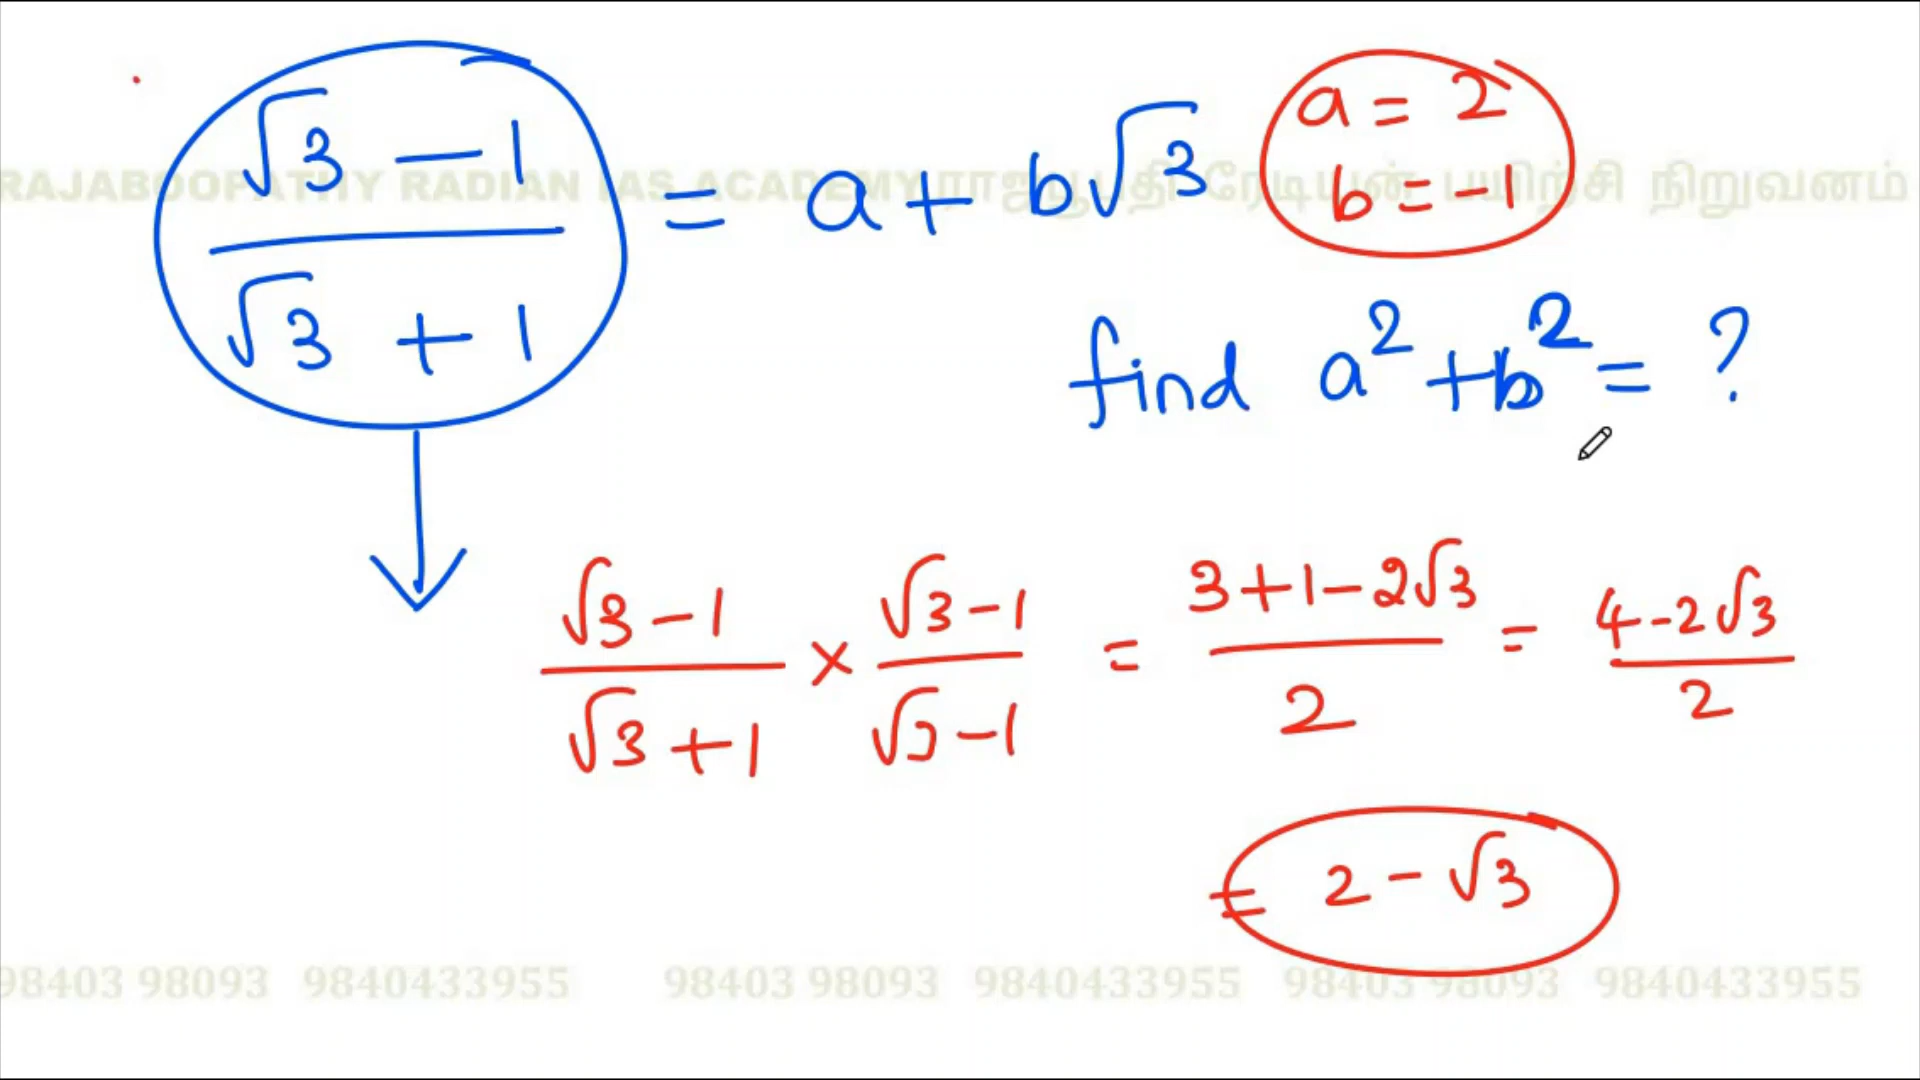 √3 - 1 / √3 + 1 = a + b√3
a = 2
b = -1
RAJABOOPATHY RADIAN IAS ACADEMY ராஜபூபதி ரேடியன் பயிற்சி நிறுவனம்
find a² + b² = ?
√3 - 1 / √3 + 1 × √3 - 1 / √3 - 1 = 3 + 1 - 2√3 / 2 = 4 - 2√3 / 2
= 2 - √3
98403 98093 9840433955 98403 98093 9840433955 98403 98093 9840433955